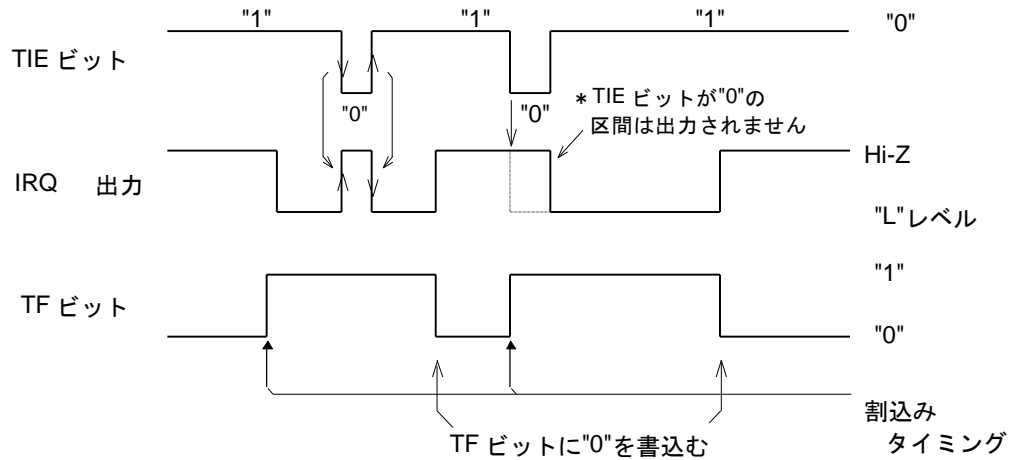 "1" "1" "1" "0"
TIE ビット
"0" "0" * TIE ビットが"0"の
区間は出力されません
Hi-Z
IRQ 出力
"L"レベル
"1"
TF ビット
"0"
割込み
TF ビットに"0"を書込む タイミング